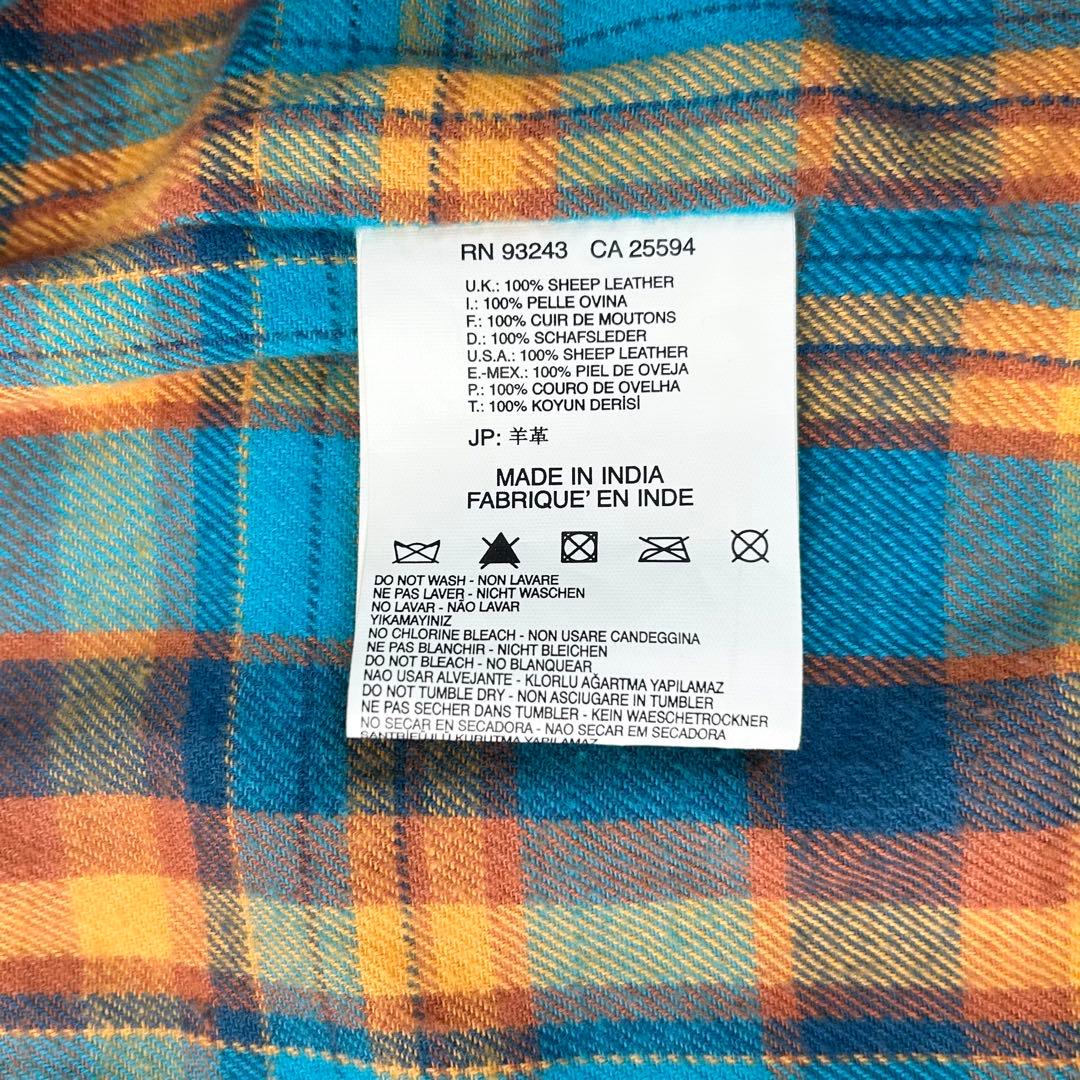 RN 93243 CA 25594
U.K.: 100% SHEEP LEATHER
I.: 100% PELLE OVINA
F.: 100% CUIR DE MOUTONS
D.: 100% SCHAFSLEDER
U.S.A.: 100% SHEEP LEATHER
E.-MEX.: 100% PIEL DE OVEJA
P.: 100% COURO DE OVELHA
T.: 100% KOYUN DERİSİ
JP: 羊革
MADE IN INDIA
FABRIQUE' EN INDE
DO NOT WASH - NON LAVARE
NE PAS LAVER - NICHT WASCHEN
NO LAVAR - NÃO LAVAR
YIKAMAYINIZ
NO CHLORINE BLEACH - NON USARE CANDEGGINA
NE PAS BLANCHIR - NICHT BLEICHEN
DO NOT BLEACH - NO BLANQUEAR
NAO USAR ALVEJANTE - KLORLU AĞARTMA YAPILAMAZ
DO NOT TUMBLE DRY - NON ASCIUGARE IN TUMBLER
NE PAS SECHER DANS TUMBLER - KEIN WAESCHETROCKNER
NO SECAR EN SECADORA - NAO SECAR EM SECADORA
SANTRİFÜJLÜ KURUTMA YAPILAMAZ